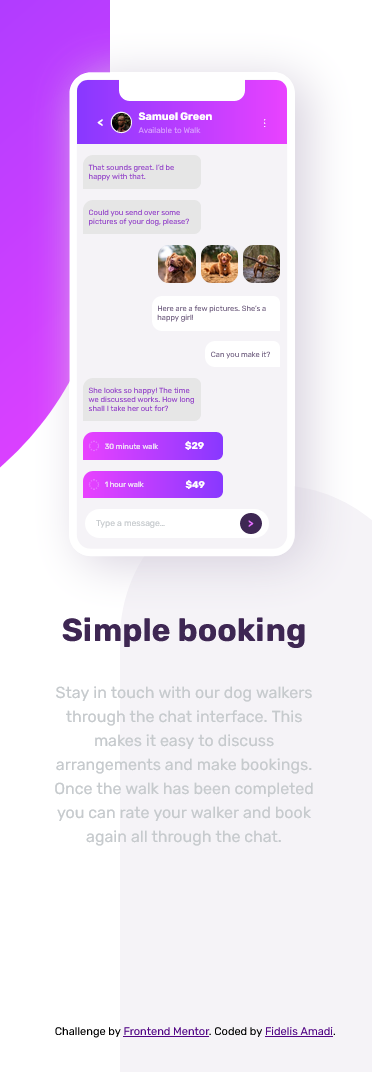 < Samuel Green
Available to Walk
That sounds great. I'd be
happy with that.
Could you send over some
pictures of your dog, please?
Here are a few pictures. She's a
happy girl!
Can you make it?
She looks so happy! The time
we discussed works. How long
shall I take her out for?
30 minute walk $29
1 hour walk $49
Type a message… >
Simple booking
Stay in touch with our dog walkers
through the chat interface. This
makes it easy to discuss
arrangements and make bookings.
Once the walk has been completed
you can rate your walker and book
again all through the chat.
Challenge by Frontend Mentor. Coded by Fidelis Amadi.